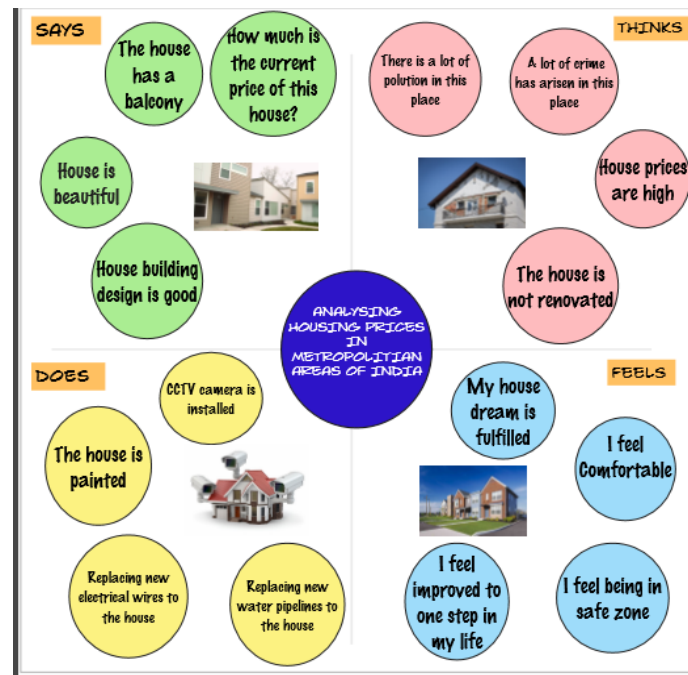 SAYS
The house
has a
balcony
How much is
the current
price of this
house?
House is
beautiful
House building
design is good
THINKS
There is a lot of
polution in this
place
A lot of crime
has arisen in this
place
House prices
are high
The house is
not renovated
ANALYSING
HOUSING PRICES
IN
METROPOLITIAN
AREAS OF INDIA
DOES
CCTV camera is
installed
The house is
painted
Replacing new
electrical wires to
the house
Replacing new
water pipelines to
the house
FEELS
My house
dream is
fulfilled
I feel
Comfortable
I feel
improved to
one step in
my life
I feel being in
safe zone